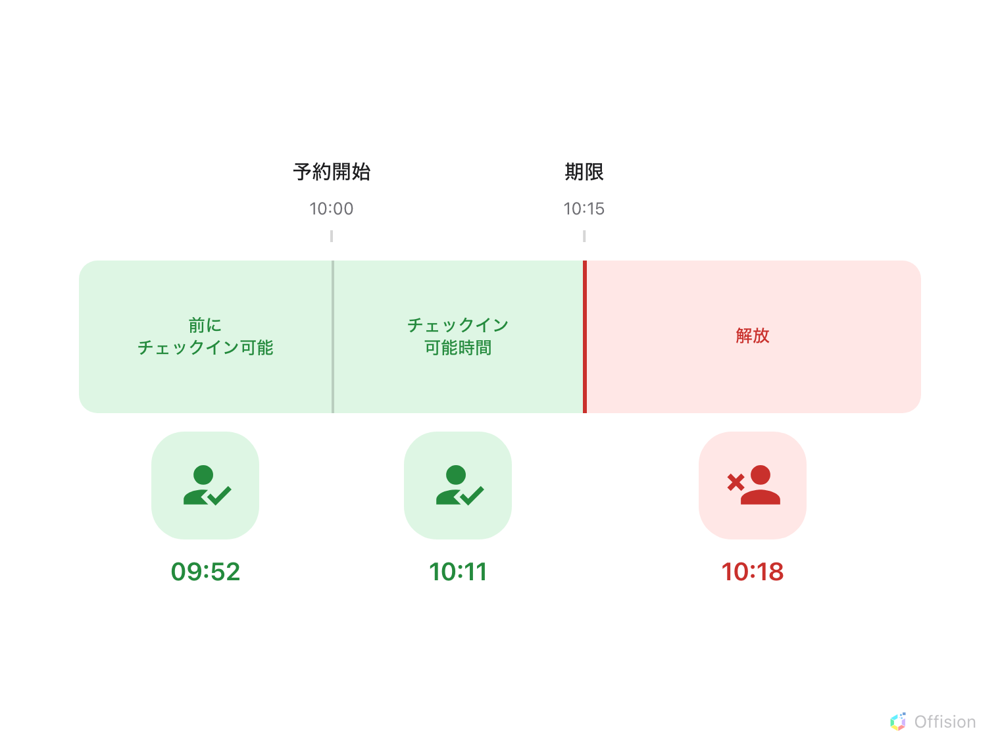 予約開始
期限
10:00
10:15
前に
チェックイン可能
チェックイン
可能時間
解放
09:52
10:11
10:18
Offision